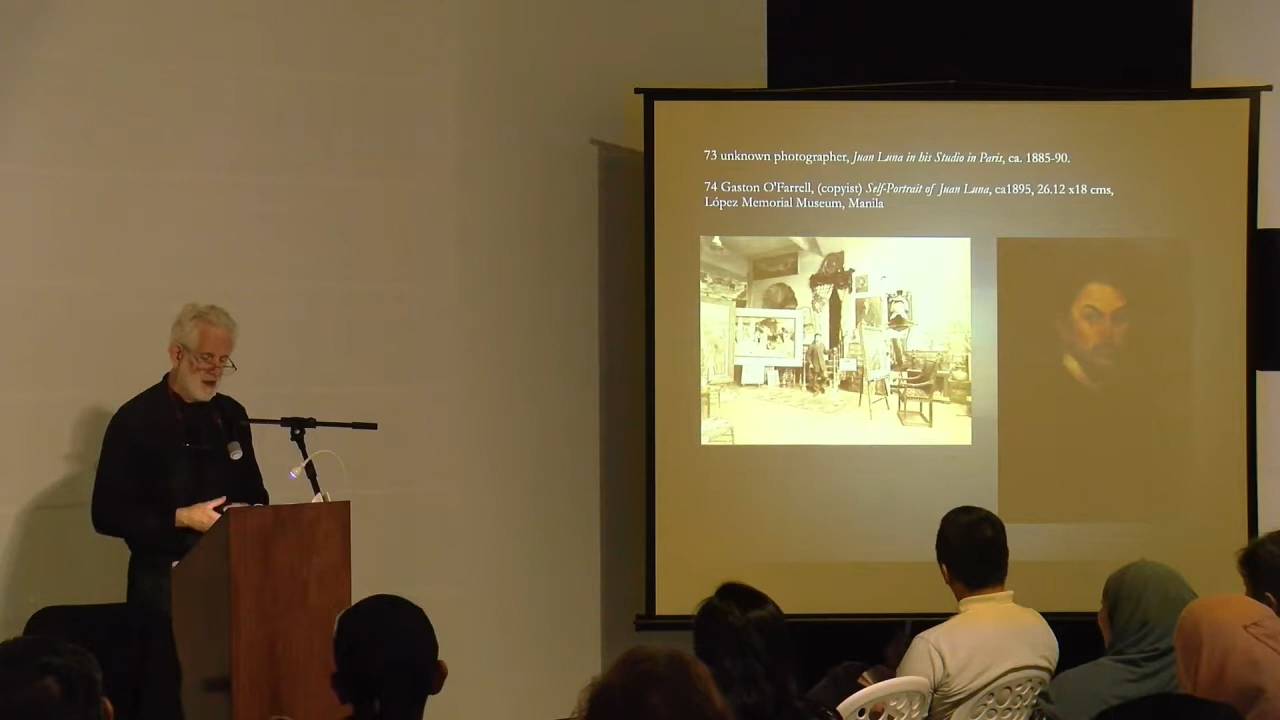 73 unknown photographer, Juan Luna in his Studio in Paris, ca. 1885-90.
74 Gaston O'Farrell, (copyist) Self-Portrait of Juan Luna, ca1895, 26.12 x18 cms,
López Memorial Museum, Manila